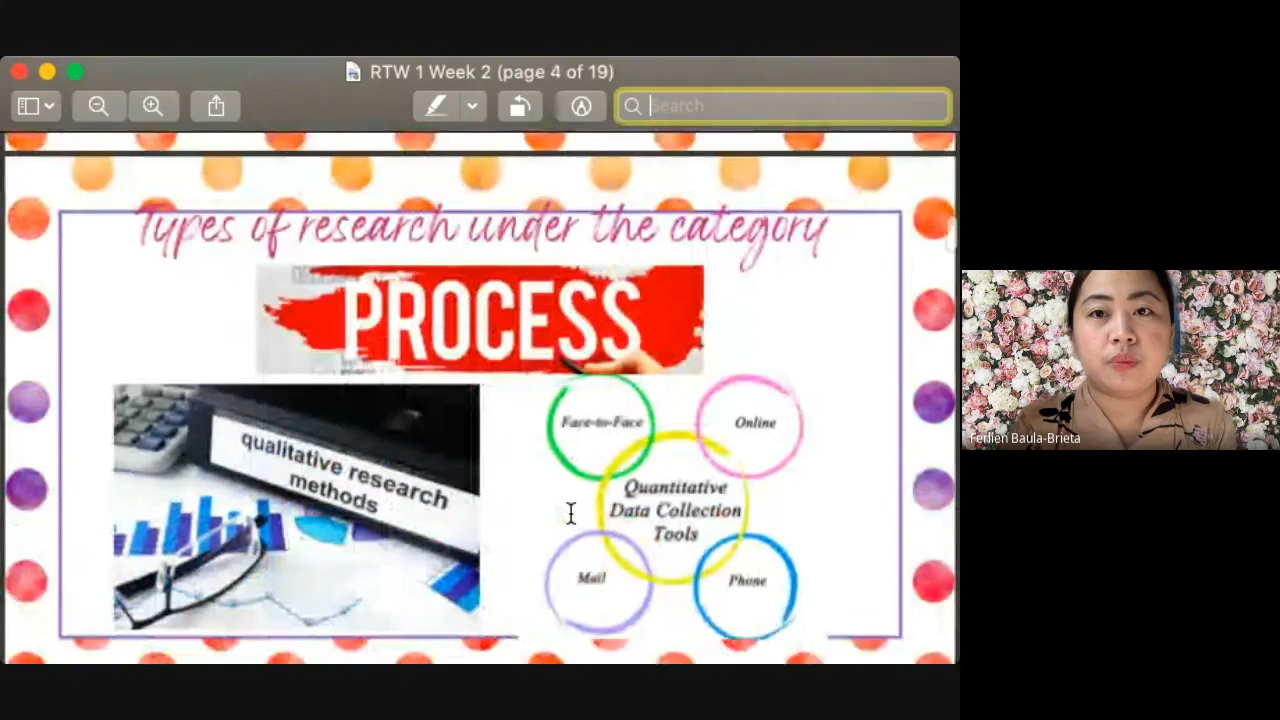 RTW 1 Week 2 (page 4 of 19)
Search
Types of research under the category
PROCESS
qualitative research
methods
Face-to-Face
Online
Quantitative
Data Collection
Tools
Mail
Phone
Ferlien Baula-Brieta